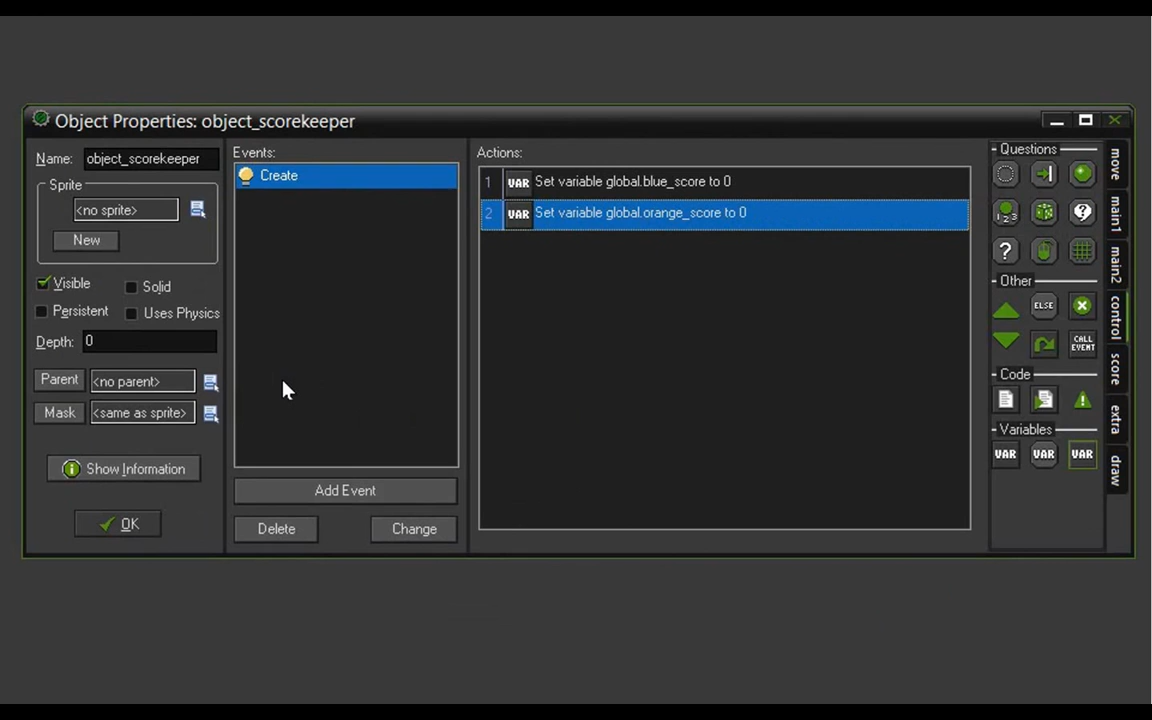 Object Properties: object_scorekeeper
Name: object_scorekeeper
Sprite
<no sprite>
New
Visible
Solid
Persistent
Uses Physics
Depth: 0
Parent <no parent>
Mask <same as sprite>
Show Information
OK
Events:
Create
Add Event
Delete
Change
Actions:
1 VAR Set variable global.blue_score to 0
2 VAR Set variable global.orange_score to 0
Questions
1 2 3
?
?
Other
ELSE
CALL EVENT
Code
Variables
VAR VAR VAR
move
main1
main2
control
score
extra
draw